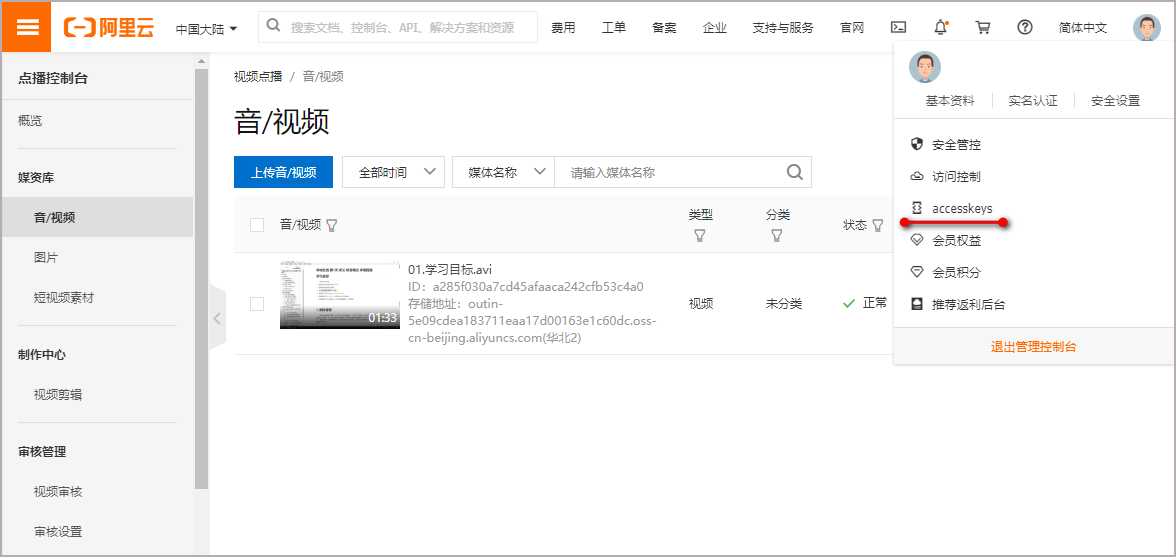 阿里云
中国大陆
搜索文档、控制台、API、解决方案和资源
费用
工单
备案
企业
支持与服务
官网
简体中文
点播控制台
概览
媒资库
音/视频
图片
短视频素材
制作中心
视频剪辑
审核管理
视频审核
审核设置
视频点播 / 音/视频
音/视频
上传音/视频
全部时间
媒体名称
请输入媒体名称
音/视频
类型
分类
状态
01:33
01.学习目标.avi
ID：a285f030a7cd45afaaca242cfb53c4a0
存储地址：outin-
5e09cdea183711eaa17d00163e1c60dc.oss-
cn-beijing.aliyuncs.com(华北2)
视频
未分类
正常
基本资料
实名认证
安全设置
安全管控
访问控制
accesskeys
会员权益
会员积分
推荐返利后台
退出管理控制台